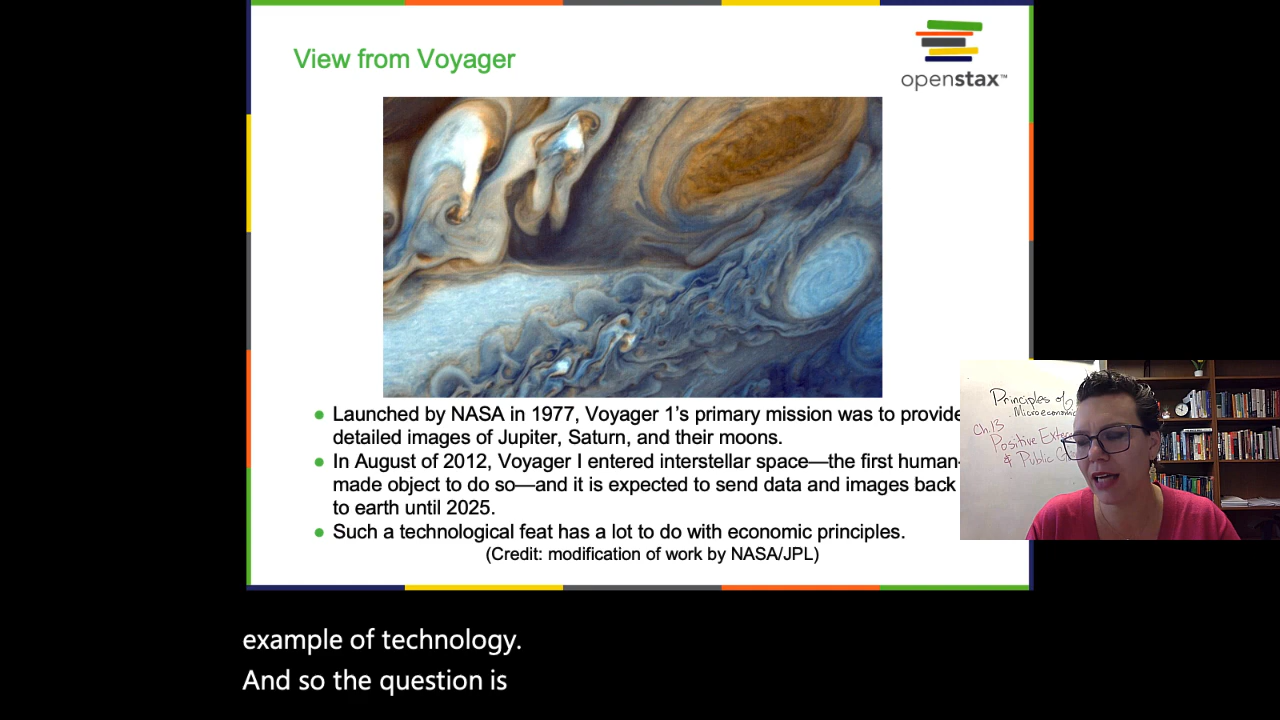 View from Voyager
openstax™
Launched by NASA in 1977, Voyager 1's primary mission was to provide
detailed images of Jupiter, Saturn, and their moons.
In August of 2012, Voyager I entered interstellar space—the first human-
made object to do so—and it is expected to send data and images back
to earth until 2025.
Such a technological feat has a lot to do with economic principles.
(Credit: modification of work by NASA/JPL)
Principles of
Microeconom
Ch.13
Positive Exter
& Public G
example of technology.
And so the question is